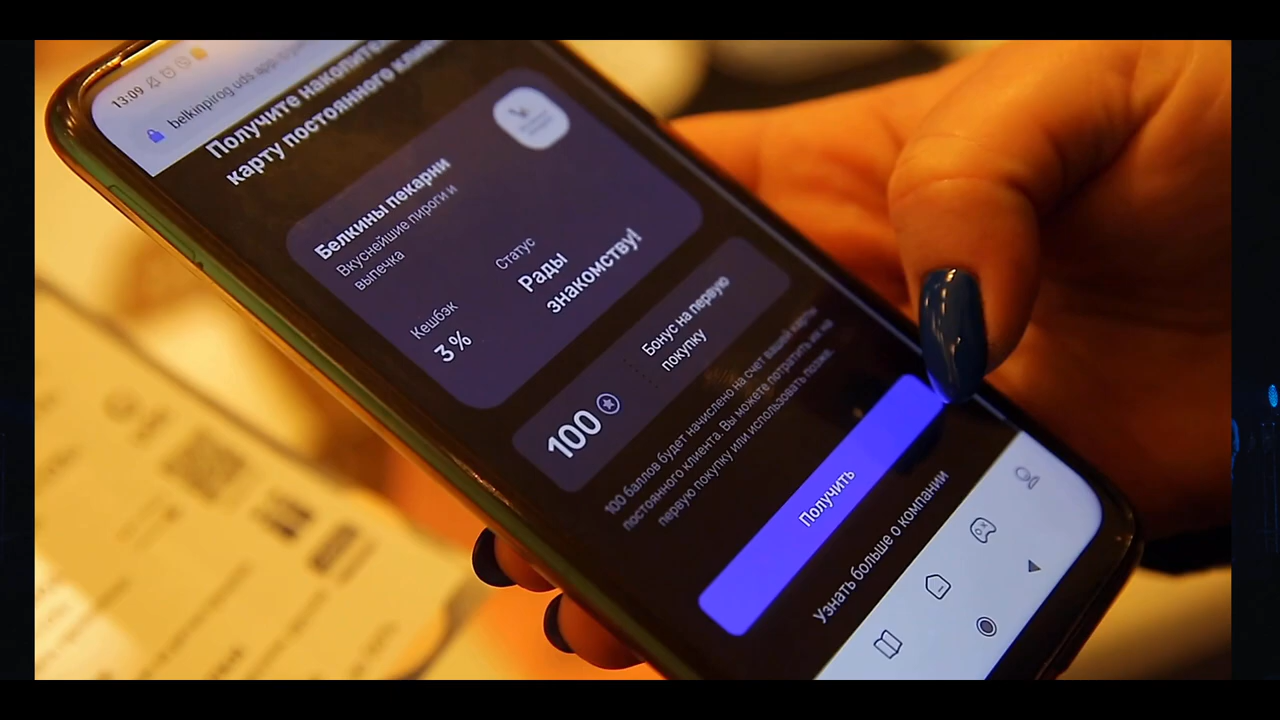 13:09
belkinpirog.uds.app
Получите
карту постоянного
Белкины пекарни
Вкуснейшие пироги и
выпечка
Кешбэк
3 %
Статус
Рады
знакомству!
100
Бонус на первую
покупку
100 баллов будет начислено на счет вашей карты
постоянного клиента. Вы можете потратить их на
первую покупку или использовать позже.
Получить
Узнать больше о компании